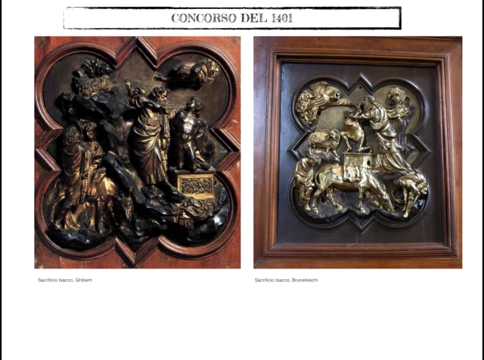 CONCORSO DEL 1401
Sacrificio Isacco, Ghiberti
Sacrificio Isacco, Brunelleschi